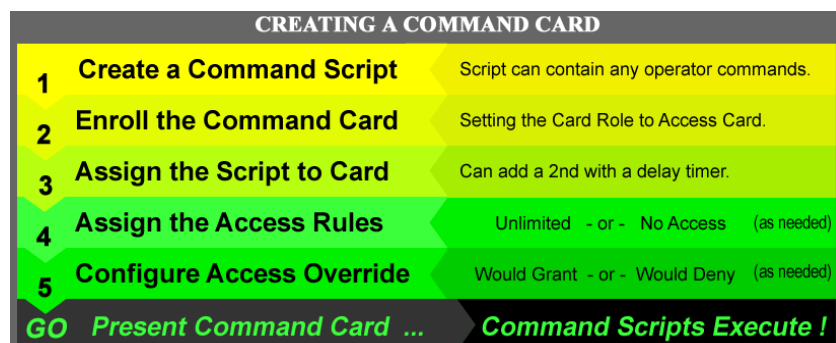 CREATING A COMMAND CARD
1 Create a Command Script Script can contain any operator commands.
2 Enroll the Command Card Setting the Card Role to Access Card.
3 Assign the Script to Card Can add a 2nd with a delay timer.
4 Assign the Access Rules Unlimited - or - No Access (as needed)
5 Configure Access Override Would Grant - or - Would Deny (as needed)
GO Present Command Card ... Command Scripts Execute !